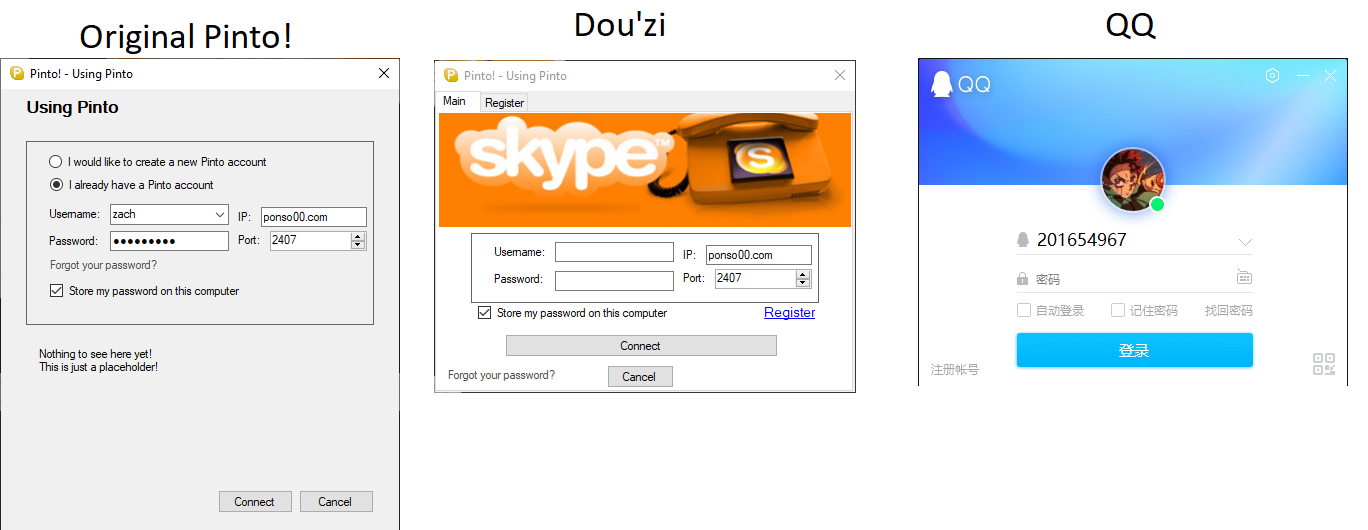 Original Pinto!
Dou'zi
QQ
Pinto! - Using Pinto
Using Pinto
I would like to create a new Pinto account
I already have a Pinto account
Username: zach IP: ponso00.com
Password: ●●●●●●●●● Port: 2407
Forgot your password?
Store my password on this computer
Nothing to see here yet!
This is just a placeholder!
Connect Cancel
Pinto! - Using Pinto
Main Register
skype™
S
Username: IP: ponso00.com
Password: Port: 2407
Store my password on this computer Register
Connect
Forgot your password? Cancel
QQ
201654967
密码
自动登录 记住密码 找回密码
登录
注册帐号